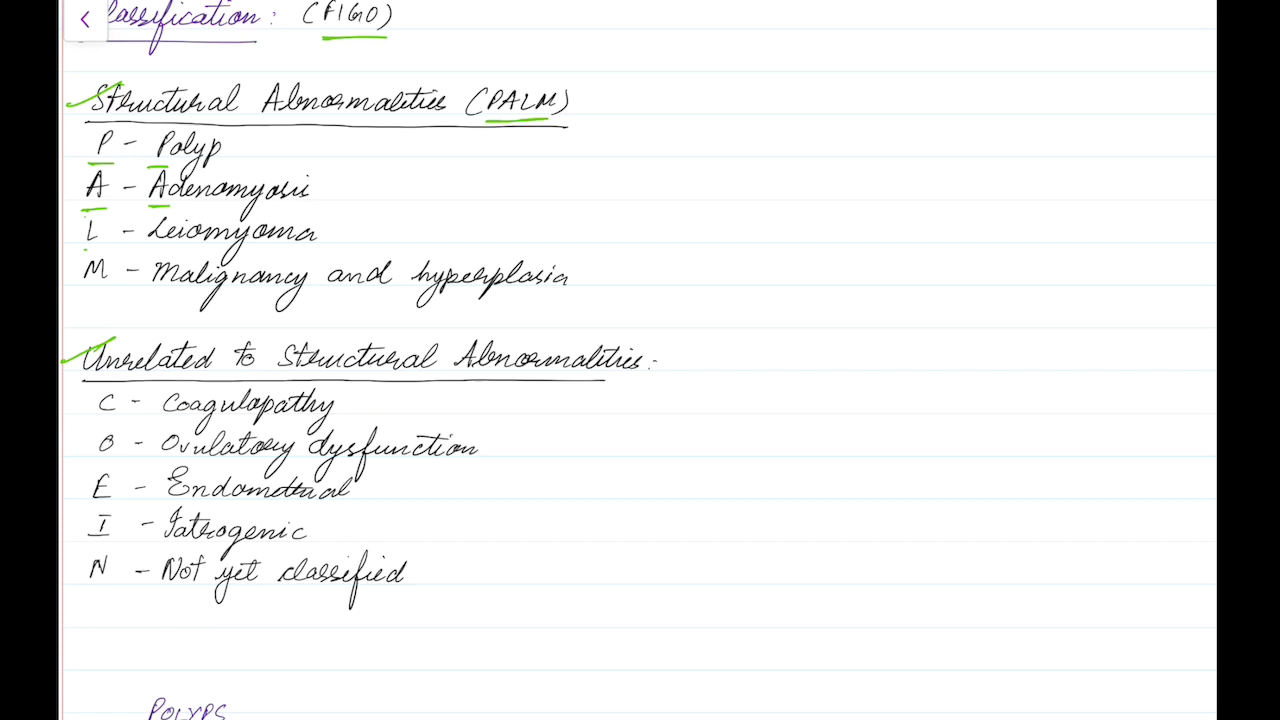 lassification: (FIGO)
Structural Abnormalities (PALM)
P - Polyp
A - Adenomyosis
L - Leiomyoma
M - Malignancy and hyperplasia
Unrelated to Structural Abnormalities:
C - Coagulopathy
O - Ovulatory dysfunction
E - Endometrial
I - Iatrogenic
N - Not yet classified
POLYPS